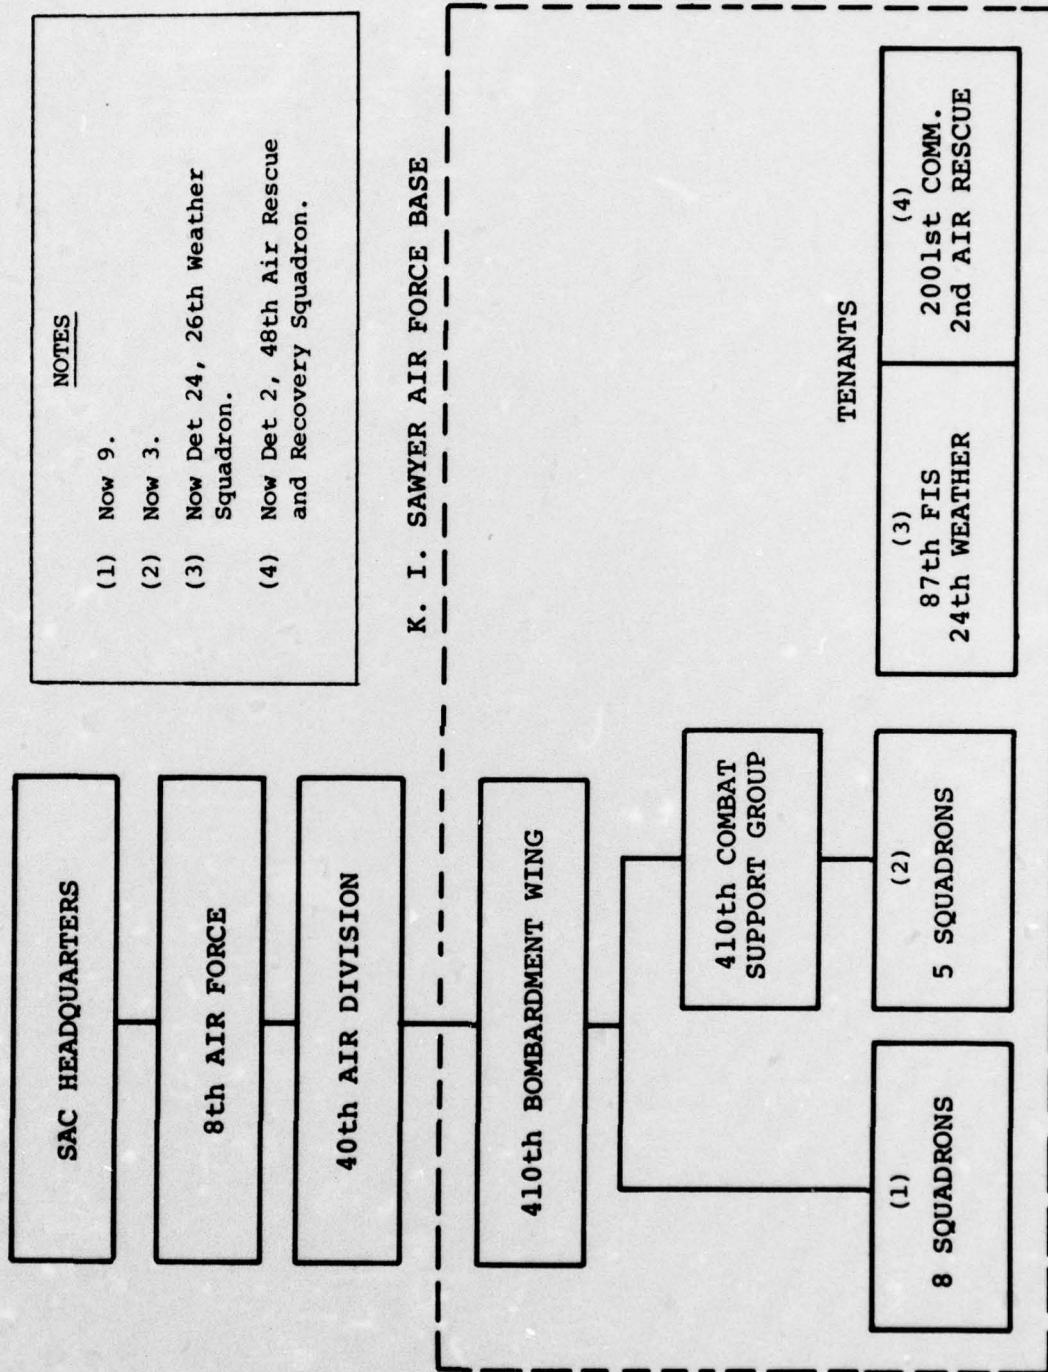 SAC HEADQUARTERS
8th AIR FORCE
40th AIR DIVISION
NOTES
(1) Now 9.
(2) Now 3.
(3) Now Det 24, 26th Weather
Squadron.
(4) Now Det 2, 48th Air Rescue
and Recovery Squadron.
K. I. SAWYER AIR FORCE BASE
410th BOMBARDMENT WING
410th COMBAT
SUPPORT GROUP
(1)
8 SQUADRONS
(2)
5 SQUADRONS
TENANTS
(3)
87th FIS
24th WEATHER
(4)
2001st COMM.
2nd AIR RESCUE